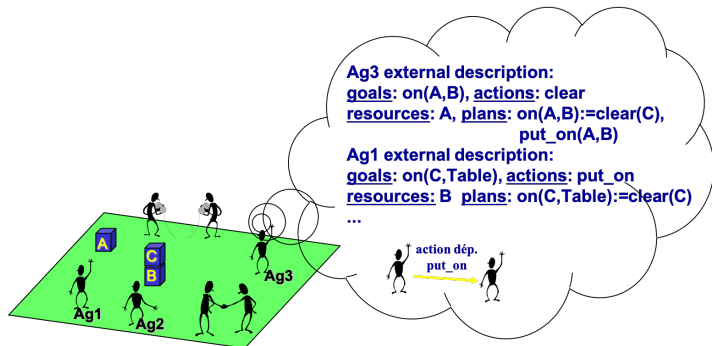 Ag3 external description:
goals: on(A,B), actions: clear
resources: A, plans: on(A,B):=clear(C),
put_on(A,B)
Ag1 external description:
goals: on(C,Table), actions: put_on
resources: B plans: on(C,Table):=clear(C)
...
action dép.
put_on
A
C
B
Ag3
Ag1
Ag2